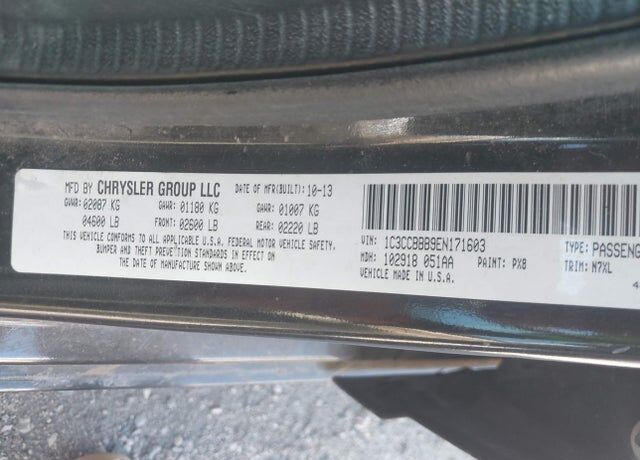 MFD BY CHRYSLER GROUP LLC DATE OF MFR(BUILT): 10-13
GVWR: 02087 KG GAWR: 01180 KG GAWR: 01007 KG
04600 LB FRONT: 02600 LB REAR: 02220 LB
THIS VEHICLE CONFORMS TO ALL APPLICABLE U.S.A. FEDERAL MOTOR VEHICLE SAFETY,
BUMPER AND THEFT PREVENTION STANDARDS IN EFFECT ON
THE DATE OF MANUFACTURE SHOWN ABOVE.
VIN: 1C3CCBBB9EN171603 TYPE: PASSENG
MDH: 102918 051AA PAINT: PX8 TRIM: N7XL
VEHICLE MADE IN U.S.A.